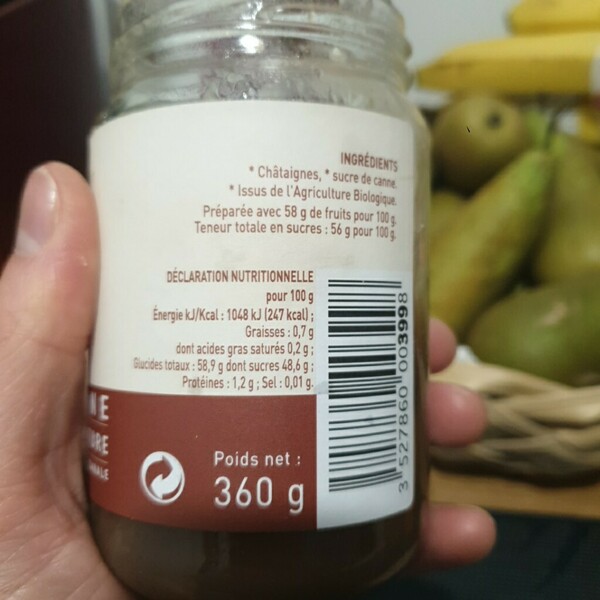 INGRÉDIENTS
* Châtaignes, * sucre de canne.
* Issus de l'Agriculture Biologique.
Préparée avec 58 g de fruits pour 100 g.
Teneur totale en sucres : 56 g pour 100 g.
DÉCLARATION NUTRITIONNELLE
pour 100 g
Énergie kJ/Kcal : 1048 kJ (247 kcal) ;
Graisses : 0,7 g
dont acides gras saturés 0,2 g ;
Glucides totaux : 58,9 g dont sucres 48,6 g ;
Protéines : 1,2 g ; Sel : 0,01 g.
Poids net :
360 g
3 527860 003998